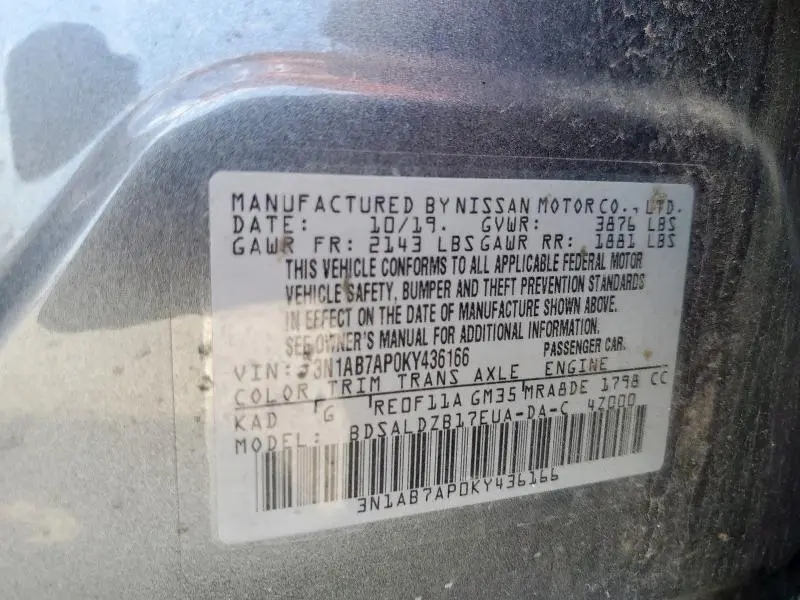 MANUFACTURED BY NISSAN MOTOR CO., LTD.
DATE: 10/19. GVWR: 3876 LBS
GAWR FR: 2143 LBS GAWR RR: 1881 LBS
THIS VEHICLE CONFORMS TO ALL APPLICABLE FEDERAL MOTOR
VEHICLE SAFETY, BUMPER AND THEFT PREVENTION STANDARDS
IN EFFECT ON THE DATE OF MANUFACTURE SHOWN ABOVE.
SEE OWNER'S MANUAL FOR ADDITIONAL INFORMATION.
VIN: 3N1AB7AP0KY436166 PASSENGER CAR.
COLOR TRIM TRANS AXLE ENGINE
KAD G RE0F11A GM35 MRA8DE 1798 CC
MODEL: BDSALDZB17EUA-DA-C 4Z000
3N1AB7AP0KY436166